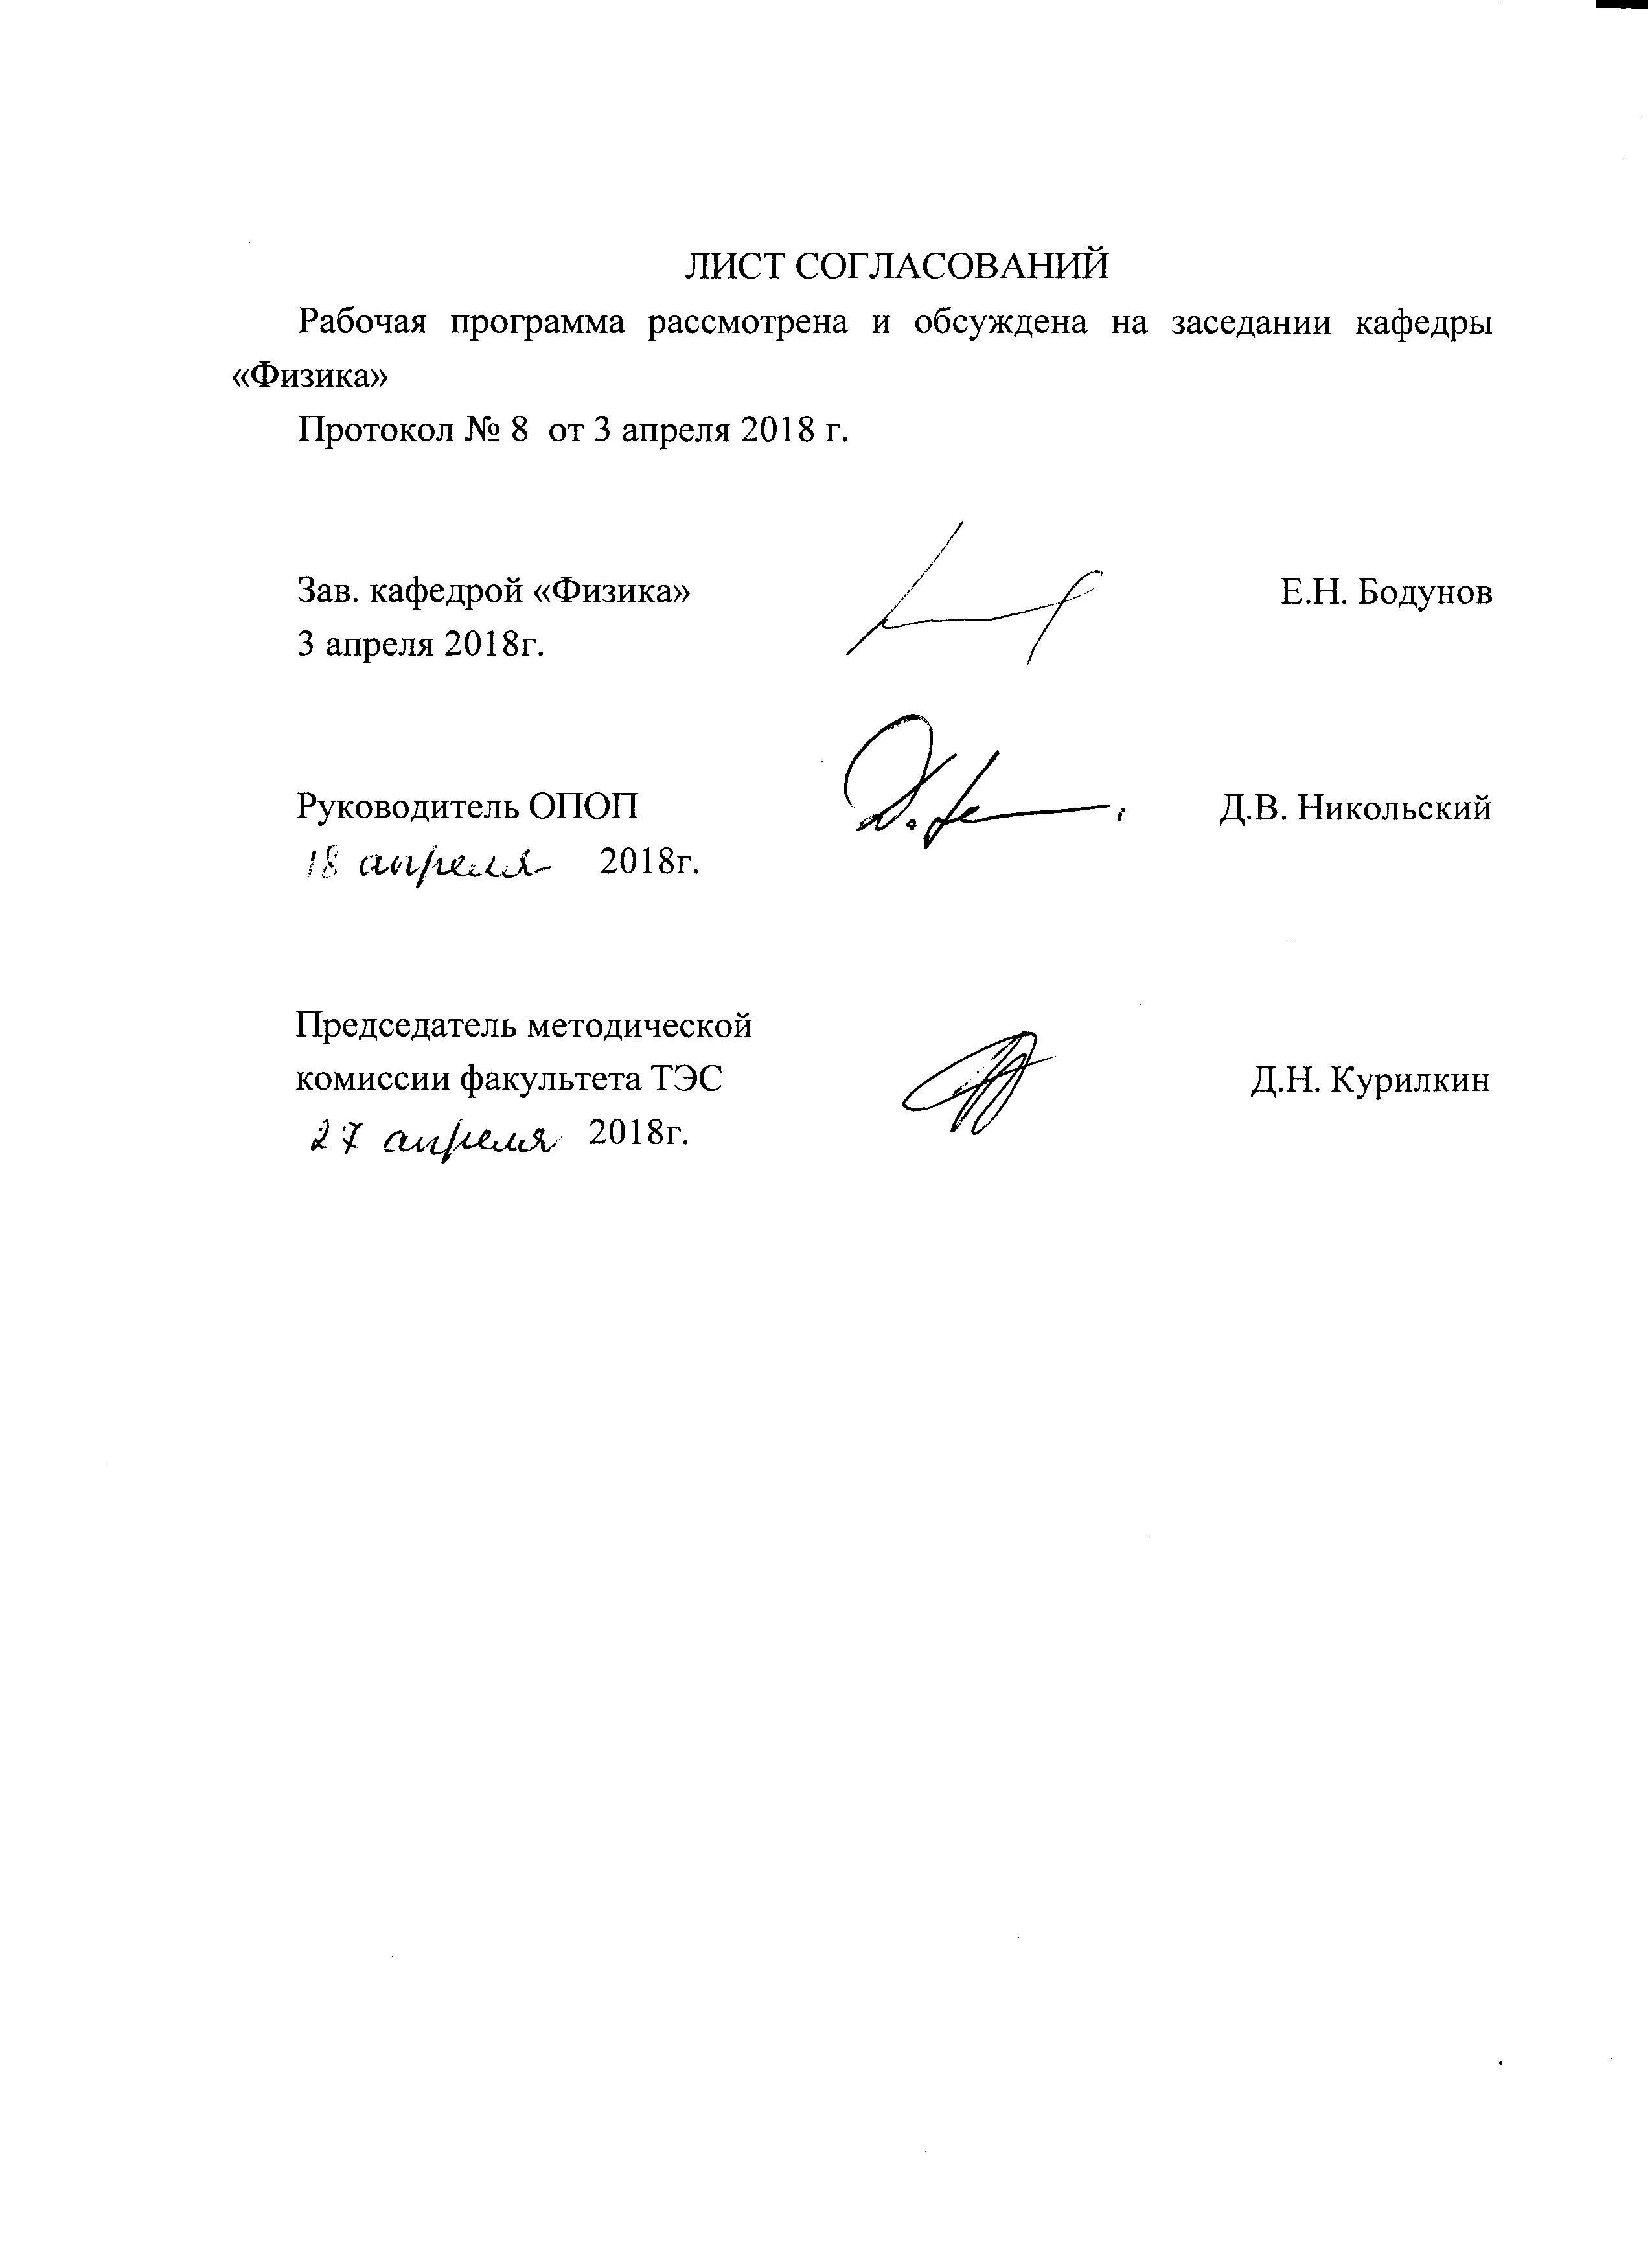 ЛИСТ СОГЛАСОВАНИЙ
Рабочая программа рассмотрена и обсуждена на заседании кафедры
«Физика»
Протокол № 8 от 3 апреля 2018 г.
Зав. кафедрой «Физика» Е.Н. Бодунов
3 апреля 2018г.
Руководитель ОПОП Д.В. Никольский
18 апреля 2018г.
Председатель методической
комиссии факультета ТЭС Д.Н. Курилкин
27 апреля 2018г.